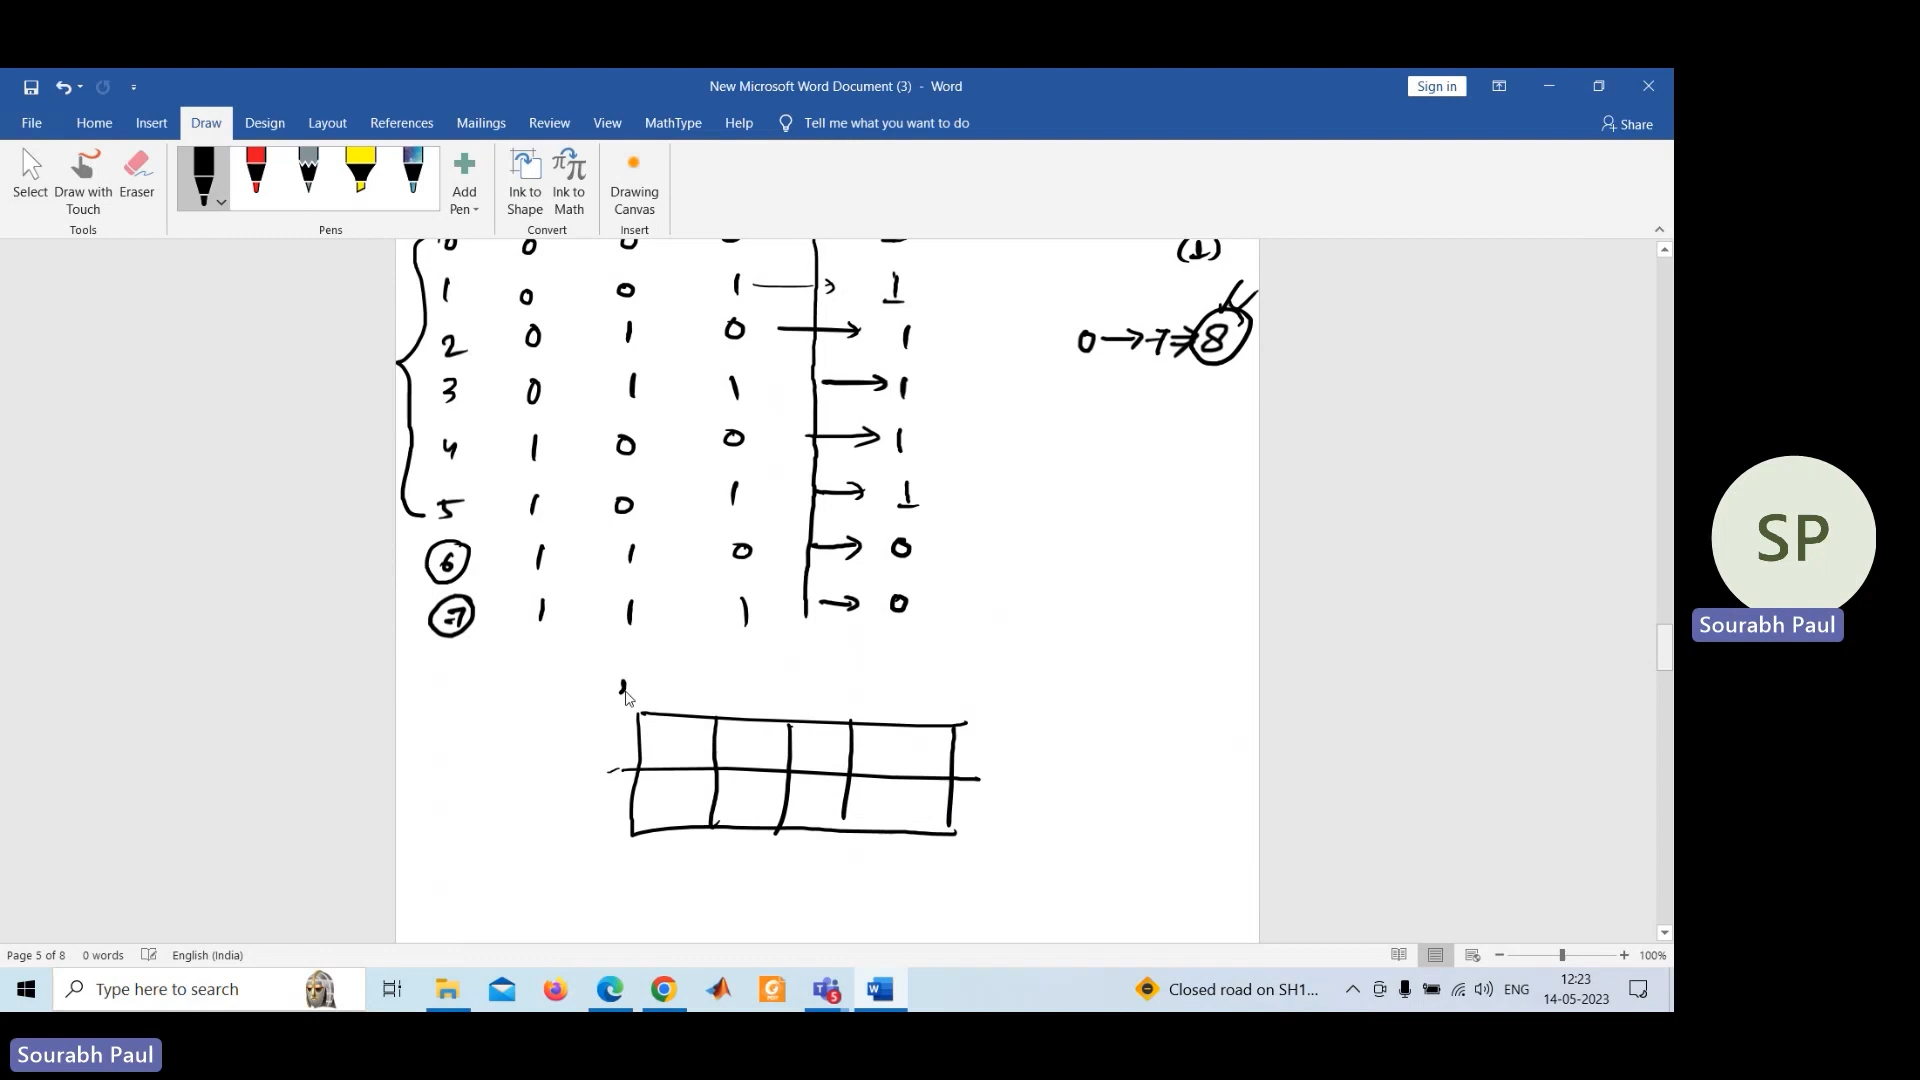 New Microsoft Word Document (3) - Word
Sign in
File Home Insert Draw Design Layout References Mailings Review View MathType Help Tell me what you want to do
Share
Select
Draw with Touch
Eraser
Add Pen
Ink to Shape
Ink to Math
Drawing Canvas
Tools
Pens
Convert
Insert
0 0 0
(1)
1 0 0 1 → 1
2 0 1 0 → 1
0 → 7 ⇒ 8
3 0 1 1 → 1
4 1 0 0 → 1
5 1 0 1 → 1
6 1 1 0 → 0
7 1 1 1 → 0
SP
Sourabh Paul
Page 5 of 8 0 words English (India)
100%
Type here to search
5
Closed road on SH1...
ENG
12:23
14-05-2023
Sourabh Paul